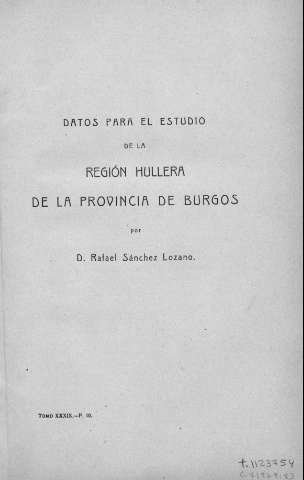 DATOS PARA EL ESTUDIO
DE LA
REGIÓN HULLERA
DE LA PROVINCIA DE BURGOS
por
D. Rafael Sánchez Lozano.
TOMO XXXIX.—P. 10.
t. 1123754